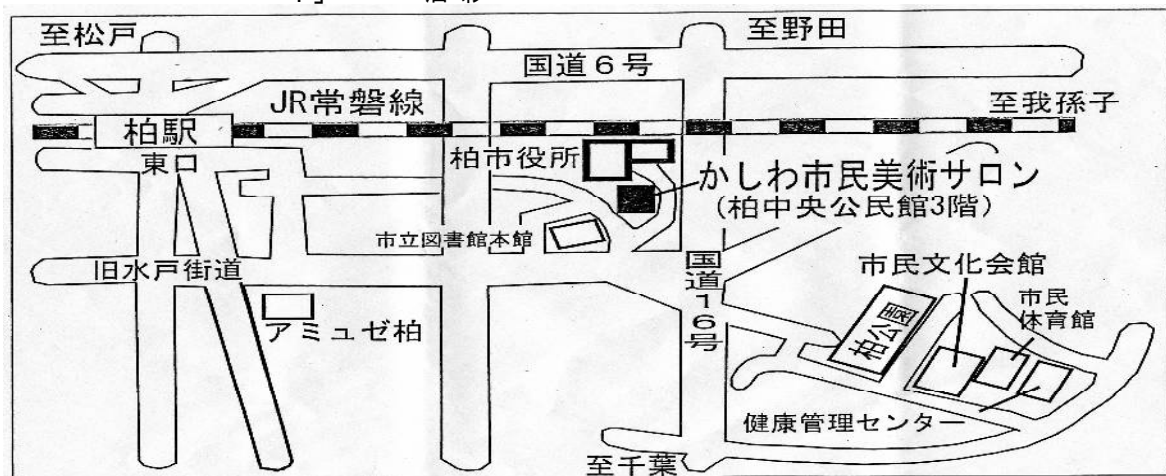 至松戸
至野田
国道6号
JR常磐線
至我孫子
柏駅
東口
柏市役所
かしわ市民美術サロン
(柏中央公民館3階)
市立図書館本館
旧水戸街道
国道16号
市民文化会館
市民
体育館
柏公園
アミュゼ柏
健康管理センター
至千葉